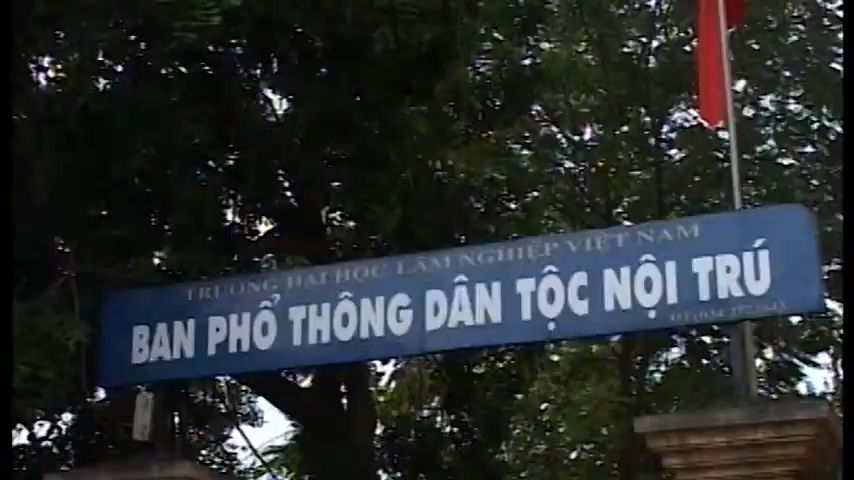 TRƯỜNG ĐẠI HỌC LÂM NGHIỆP VIỆT NAM
BAN PHỔ THÔNG DÂN TỘC NỘI TRÚ